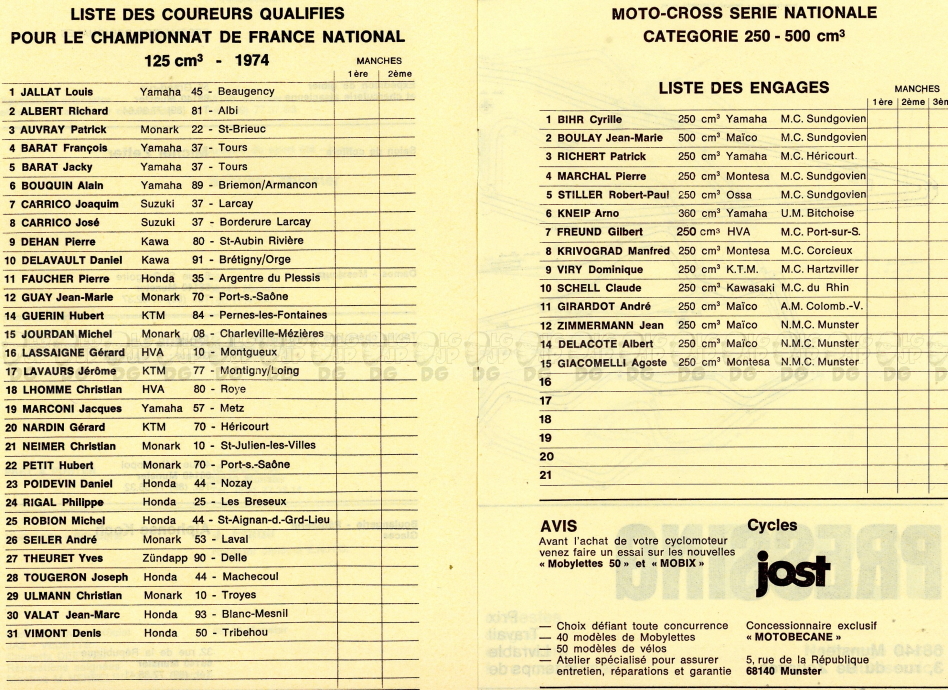 LISTE DES COUREURS QUALIFIES
POUR LE CHAMPIONNAT DE FRANCE NATIONAL
125 cm³ - 1974
MANCHES
1ère 2ème
1 JALLAT Louis Yamaha 45 - Beaugency
2 ALBERT Richard 81 - Albi
3 AUVRAY Patrick Monark 22 - St-Brieuc
4 BARAT François Yamaha 37 - Tours
5 BARAT Jacky Yamaha 37 - Tours
6 BOUQUIN Alain Yamaha 89 - Briemon/Armancon
7 CARRICO Joaquim Suzuki 37 - Larcay
8 CARRICO José Suzuki 37 - Borderure Larcay
9 DEHAN Pierre Kawa 80 - St-Aubin Rivière
10 DELAVAULT Daniel Kawa 91 - Brétigny/Orge
11 FAUCHER Pierre Honda 35 - Argentre du Plessis
12 GUAY Jean-Marie Monark 70 - Port-s.-Saône
14 GUERIN Hubert KTM 84 - Pernes-les-Fontaines
15 JOURDAN Michel Monark 08 - Charleville-Mézières
16 LASSAIGNE Gérard HVA 10 - Montgueux
17 LAVAURS Jérôme KTM 77 - Montigny/Loing
18 LHOMME Christian HVA 80 - Roye
19 MARCONI Jacques Yamaha 57 - Metz
20 NARDIN Gérard KTM 70 - Héricourt
21 NEIMER Christian Monark 10 - St-Julien-les-Villes
22 PETIT Hubert Monark 70 - Port-s.-Saône
23 POIDEVIN Daniel Honda 44 - Nozay
24 RIGAL Philippe Honda 25 - Les Breseux
25 ROBION Michel Honda 44 - St-Aignan-d.-Grd-Lieu
26 SEILER André Monark 53 - Laval
27 THEURET Yves Zündapp 90 - Delle
28 TOUGERON Joseph Honda 44 - Machecoul
29 ULMANN Christian Monark 10 - Troyes
30 VALAT Jean-Marc Honda 93 - Blanc-Mesnil
31 VIMONT Denis Honda 50 - Tribehou
MOTO-CROSS SERIE NATIONALE
CATEGORIE 250 - 500 cm³
LISTE DES ENGAGES
MANCHES
1ère 2ème 3èm
1 BIHR Cyrille 250 cm³ Yamaha M.C. Sundgovien
2 BOULAY Jean-Marie 500 cm³ Maïco M.C. Sundgovien
3 RICHERT Patrick 250 cm³ Yamaha M.C. Héricourt
4 MARCHAL Pierre 250 cm³ Montesa M.C. Sundgovien
5 STILLER Robert-Paul 250 cm³ Ossa M.C. Sundgovien
6 KNEIP Arno 360 cm³ Yamaha U.M. Bitchoise
7 FREUND Gilbert 250 cm³ HVA M.C. Port-sur-S.
8 KRIVOGRAD Manfred 250 cm³ Montesa M.C. Corcieux
9 VIRY Dominique 250 cm³ K.T.M. M.C. Hartzviller
10 SCHELL Claude 250 cm³ Kawasaki M.C. du Rhin
11 GIRARDOT André 250 cm³ Maïco A.M. Colomb.-V.
12 ZIMMERMANN Jean 250 cm³ Maïco N.M.C. Munster
14 DELACOTE Albert 250 cm³ Maïco N.M.C. Munster
15 GIACOMELLI Agoste 250 cm³ Montesa N.M.C. Munster
16
17
18
19
20
21
AVIS
Avant l'achat de votre cyclomoteur
venez faire un essai sur les nouvelles
« Mobylettes 50 » et « MOBIX »
Cycles
jost
— Choix défiant toute concurrence
— 40 modèles de Mobylettes
— 50 modèles de vélos
— Atelier spécialisé pour assurer
entretien, réparations et garantie
Concessionnaire exclusif
« MOTOBECANE »
5, rue de la République
68140 Munster